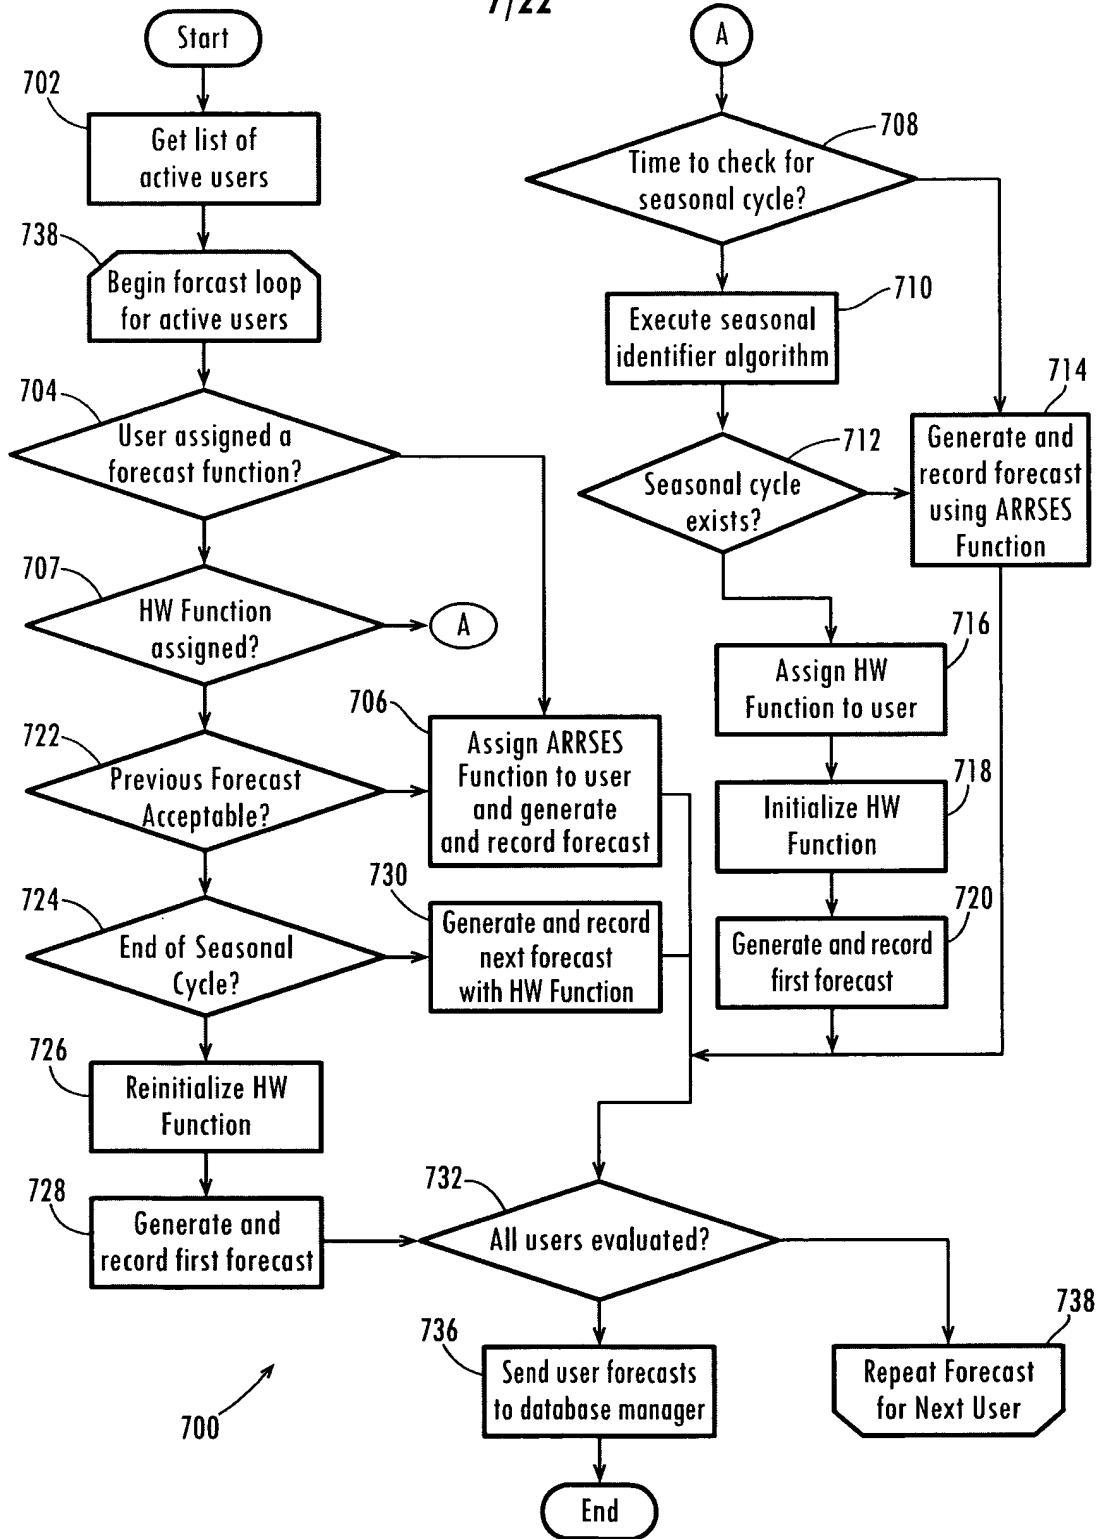 7/22
Start
702
Get list of
active users
738
Begin forcast loop
for active users
704
User assigned a
forecast function?
707
HW Function
assigned?
A
722
Previous Forecast
Acceptable?
706
Assign ARRSES
Function to user
and generate
and record forecast
724
End of Seasonal
Cycle?
730
Generate and record
next forecast
with HW Function
726
Reinitialize HW
Function
728
Generate and
record first forecast
A
708
Time to check for
seasonal cycle?
710
Execute seasonal
identifier algorithm
712
Seasonal cycle
exists?
714
Generate and
record forecast
using ARRSES
Function
716
Assign HW
Function to user
718
Initialize HW
Function
720
Generate and record
first forecast
732
All users evaluated?
736
Send user forecasts
to database manager
738
Repeat Forecast
for Next User
End
700